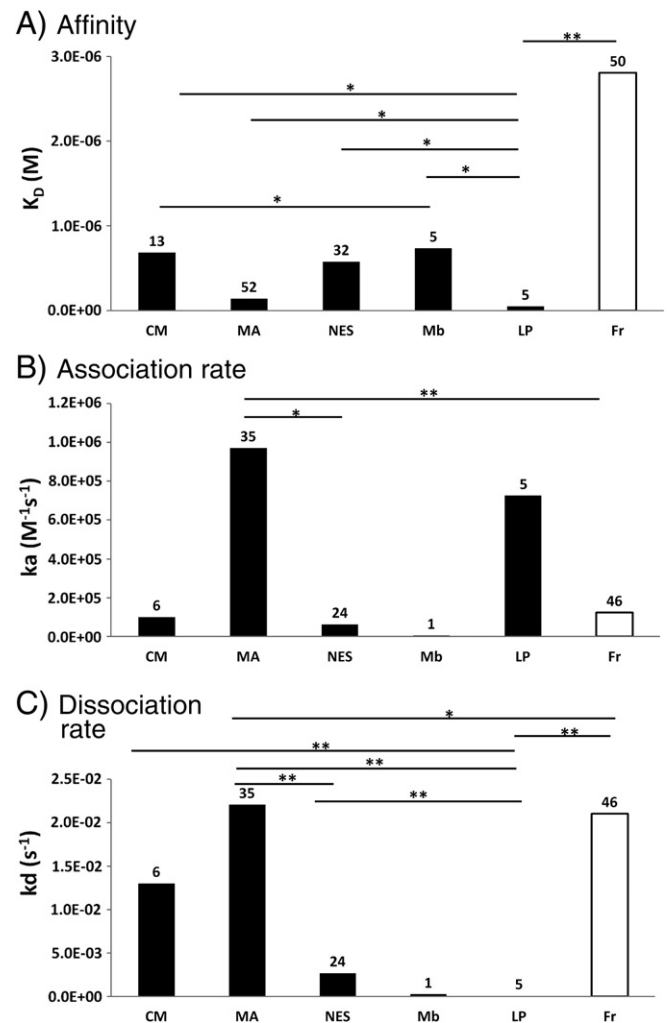 A) Affinity
**
3.0E-06
50
*
*
2.0E-06
*
*
KD (M)
*
1.0E-06
13
52
32
5
5
0.0E+00
CM MA NES Mb LP Fr
B) Association rate
**
1.2E+06
*
35
1.0E+06
5
8.0E+05
ka (M-1s-1)
6.0E+05
4.0E+05
2.0E+05
6
24
1
46
0.0E+00
CM MA NES Mb LP Fr
C) Dissociation
rate
*
**
**
**
**
**
2.5E-02
35
46
2.0E-02
kd (s-1)
1.5E-02
6
1.0E-02
5.0E-03
24
1
5
0.0E+00
CM MA NES Mb LP Fr